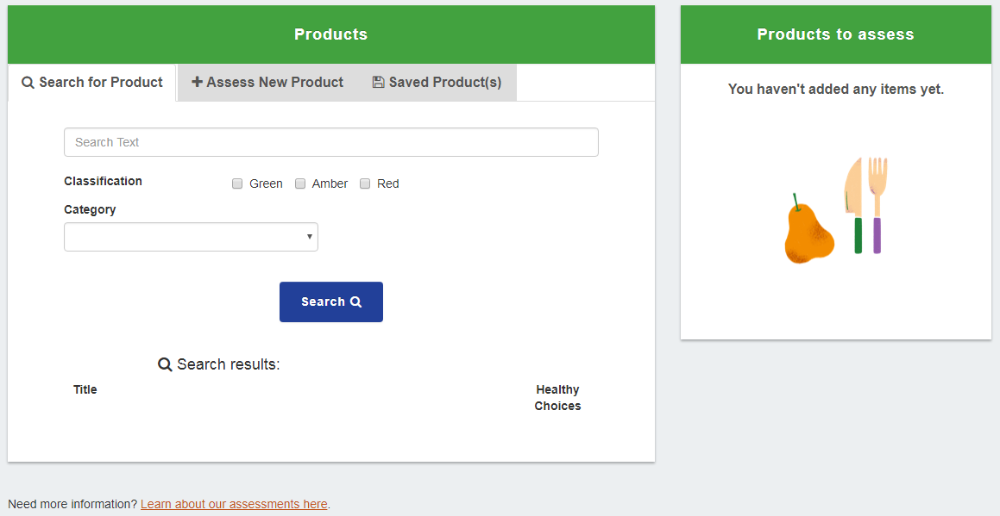 Products
Search for Product
Assess New Product
Saved Product(s)
Search Text
Classification
Green
Amber
Red
Category
Search
Search results:
Title
Healthy
Choices
Products to assess
You haven't added any items yet.
Need more information? Learn about our assessments here.